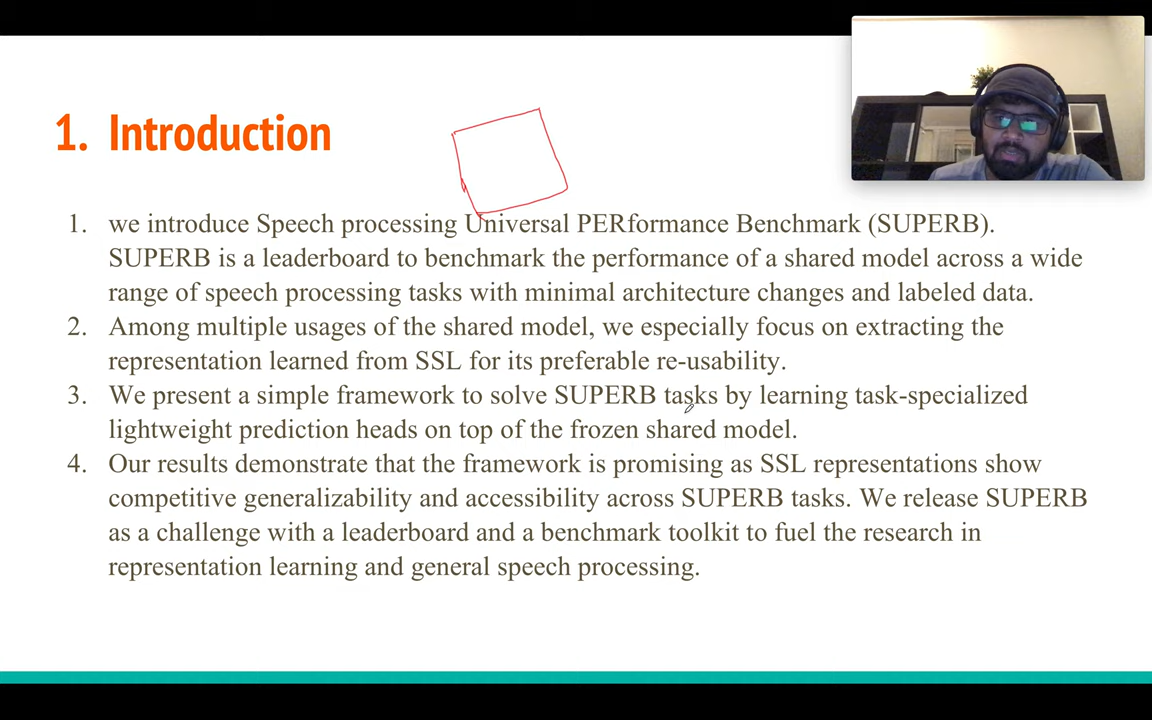 1. Introduction
1. we introduce Speech processing Universal PERformance Benchmark (SUPERB).
SUPERB is a leaderboard to benchmark the performance of a shared model across a wide
range of speech processing tasks with minimal architecture changes and labeled data.
2. Among multiple usages of the shared model, we especially focus on extracting the
representation learned from SSL for its preferable re-usability.
3. We present a simple framework to solve SUPERB tasks by learning task-specialized
lightweight prediction heads on top of the frozen shared model.
4. Our results demonstrate that the framework is promising as SSL representations show
competitive generalizability and accessibility across SUPERB tasks. We release SUPERB
as a challenge with a leaderboard and a benchmark toolkit to fuel the research in
representation learning and general speech processing.